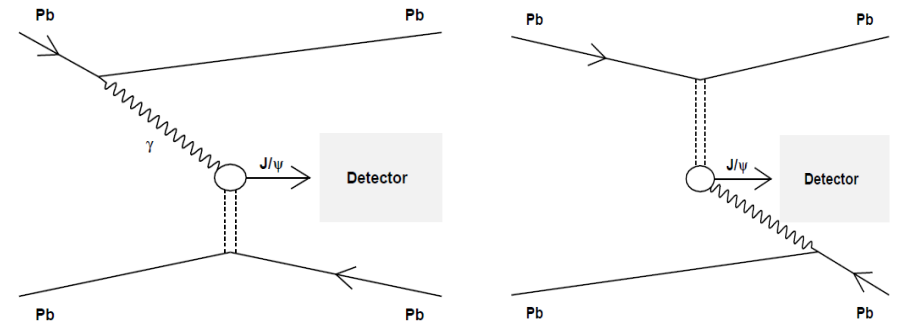 Pb Pb
γ
J/ψ
Detector
Pb Pb
Pb Pb
J/ψ
Detector
Pb Pb